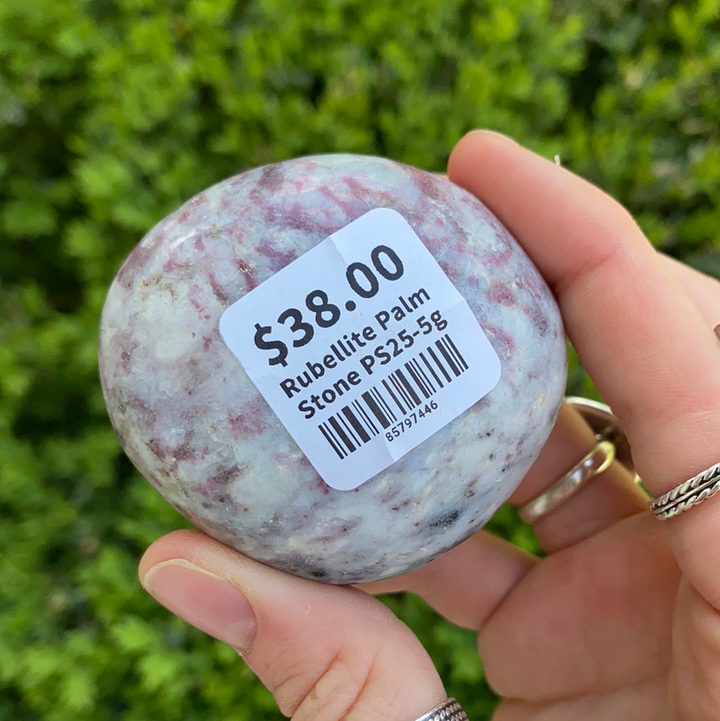 $38.00
Rubellite Palm
Stone PS25-5g
85797446